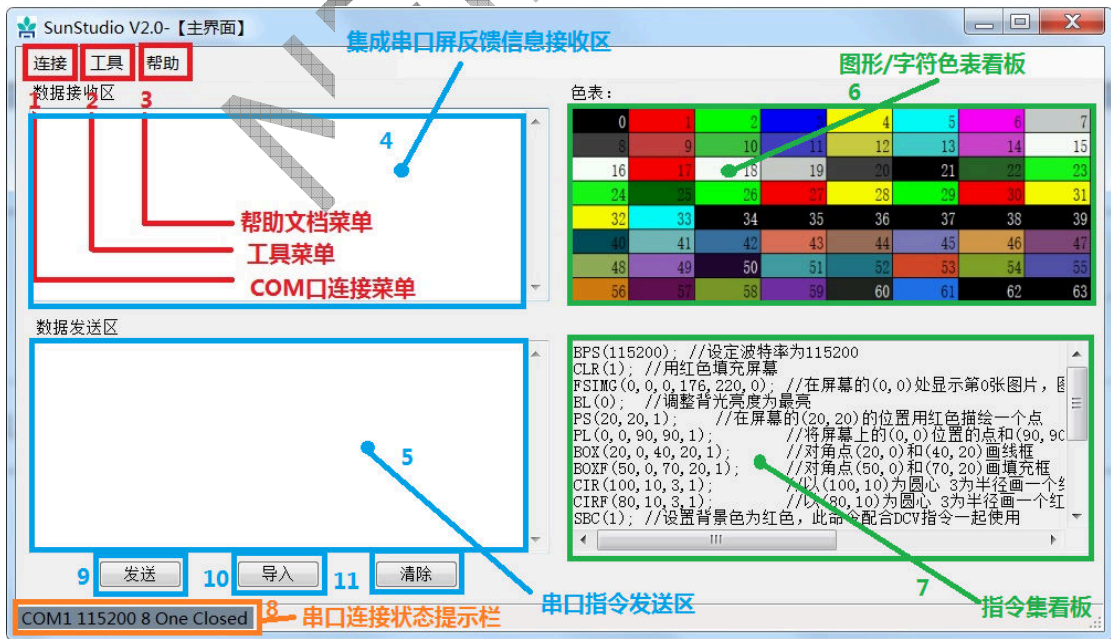 SunStudio V2.0-【主界面】
集成串口屏反馈信息接收区
连接 工具 帮助
图形/字符色表看板
数据接收区
色表:
1 2 3
6
4
0 1 2 3 4 5 6 7
8 9 10 11 12 13 14 15
16 17 18 19 20 21 22 23
24 25 26 27 28 29 30 31
32 33 34 35 36 37 38 39
40 41 42 43 44 45 46 47
48 49 50 51 52 53 54 55
56 57 58 59 60 61 62 63
帮助文档菜单
工具菜单
COM口连接菜单
数据发送区
BPS(115200); //设定波特率为115200
CLR(1); //用红色填充屏幕
FSIMG(0,0,0,176,220,0); //在屏幕的(0,0)处显示第0张图片,
BL(0); //调整背光亮度为最亮
PS(20,20,1); //在屏幕的(20,20)的位置用红色描绘一个点
PL(0,0,90,90,1); //将屏幕上的(0,0)位置的点和(90,90
BOX(20,0,40,20,1); //对角点(20,0)和(40,20)画线框
BOXF(50,0,70,20,1); //对角点(50,0)和(70,20)画填充框
CIR(100,10,3,1); //以(100,10)为圆心 3为半径画一个
CIRF(80,10,3,1); //以(80,10)为圆心 3为半径画一个红
SBC(1); //设置背景色为红色，此命令配合DCV指令一起使用
5
7
9 发送 10 导入 11 清除
串口指令发送区
指令集看板
COM1 115200 8 One Closed
8 串口连接状态提示栏